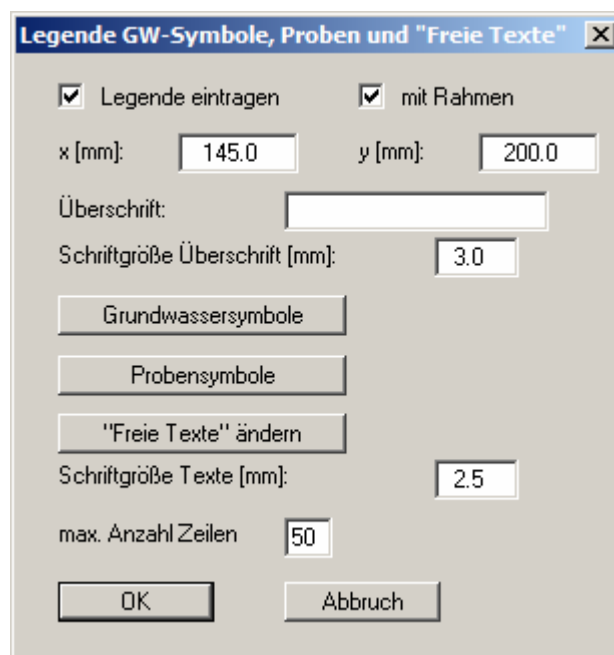 Legende GW-Symbole, Proben und "Freie Texte"
Legende eintragen mit Rahmen
x [mm]: 145.0 y [mm]: 200.0
Überschrift:
Schriftgröße Überschrift [mm]: 3.0
Grundwassersymbole
Probensymbole
"Freie Texte" ändern
Schriftgröße Texte [mm]: 2.5
max. Anzahl Zeilen 50
OK Abbruch